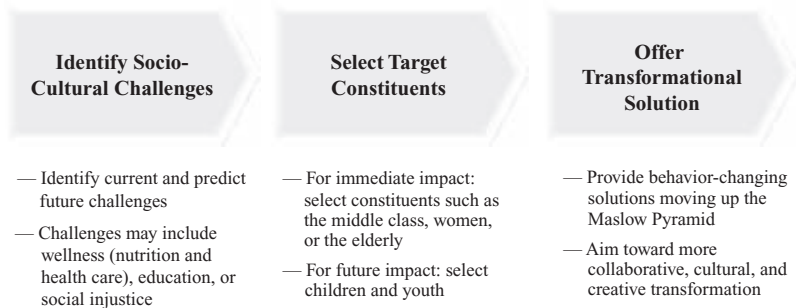 Identify Socio-
Cultural Challenges
— Identify current and predict
future challenges
— Challenges may include
wellness (nutrition and
health care), education, or
social injustice
Select Target
Constituents
— For immediate impact:
select constituents such as
the middle class, women,
or the elderly
— For future impact: select
children and youth
Offer
Transformational
Solution
— Provide behavior-changing
solutions moving up the
Maslow Pyramid
— Aim toward more
collaborative, cultural, and
creative transformation